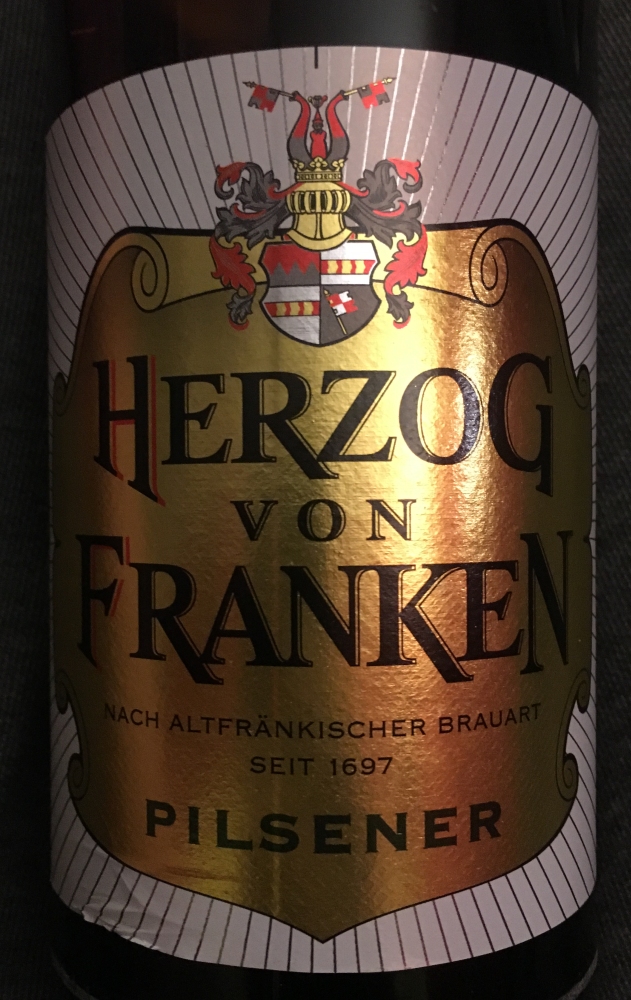 HERZOG
VON
FRANKEN
NACH ALTFRÄNKISCHER BRAUART
SEIT 1697
PILSENER